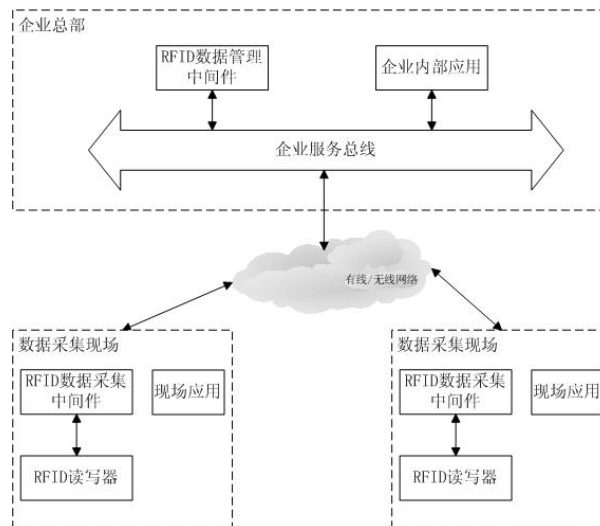 企业总部
RFID数据管理
中间件
企业内部应用
企业服务总线
有线/无线网络
数据采集现场
RFID数据采集
中间件
现场应用
RFID读写器
数据采集现场
RFID数据采集
中间件
现场应用
RFID读写器